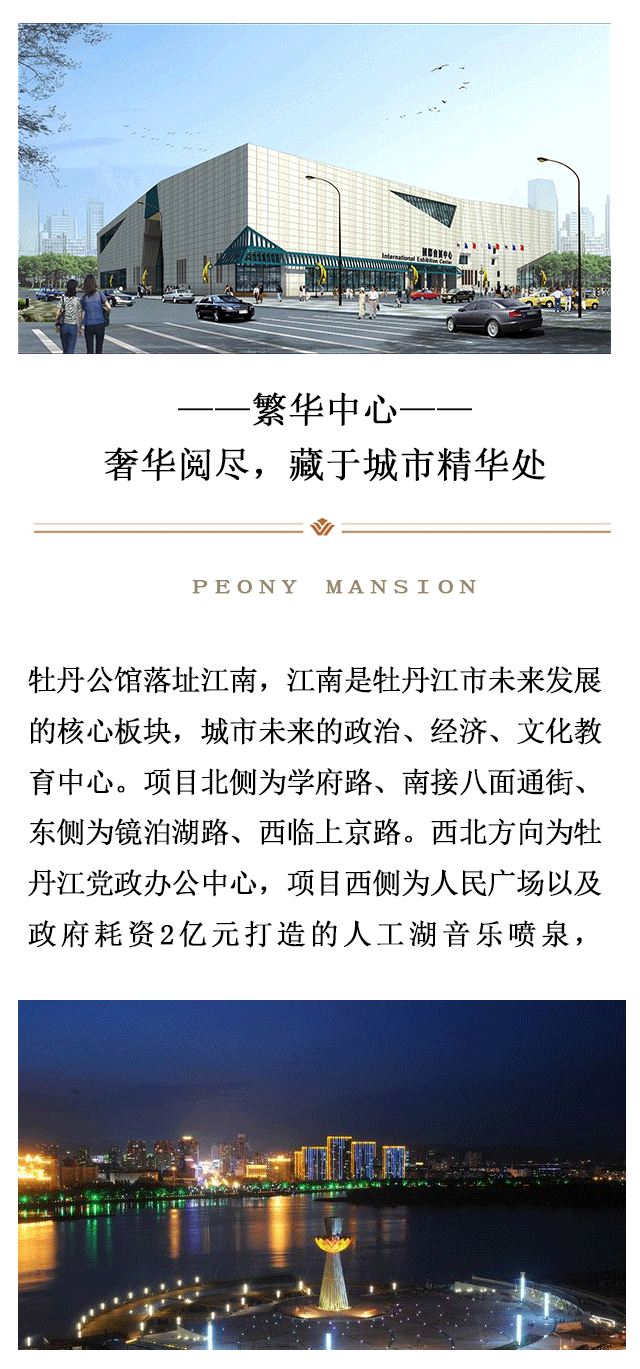 国际会展中心
International Exhibition Center
——繁华中心——
奢华阅尽，藏于城市精华处
PEONY MANSION
牡丹公馆落址江南，江南是牡丹江市未来发展
的核心板块，城市未来的政治、经济、文化教
育中心。项目北侧为学府路、南接八面通街、
东侧为镜泊湖路、西临上京路。西北方向为牡
丹江党政办公中心，项目西侧为人民广场以及
政府耗资2亿元打造的人工湖音乐喷泉，